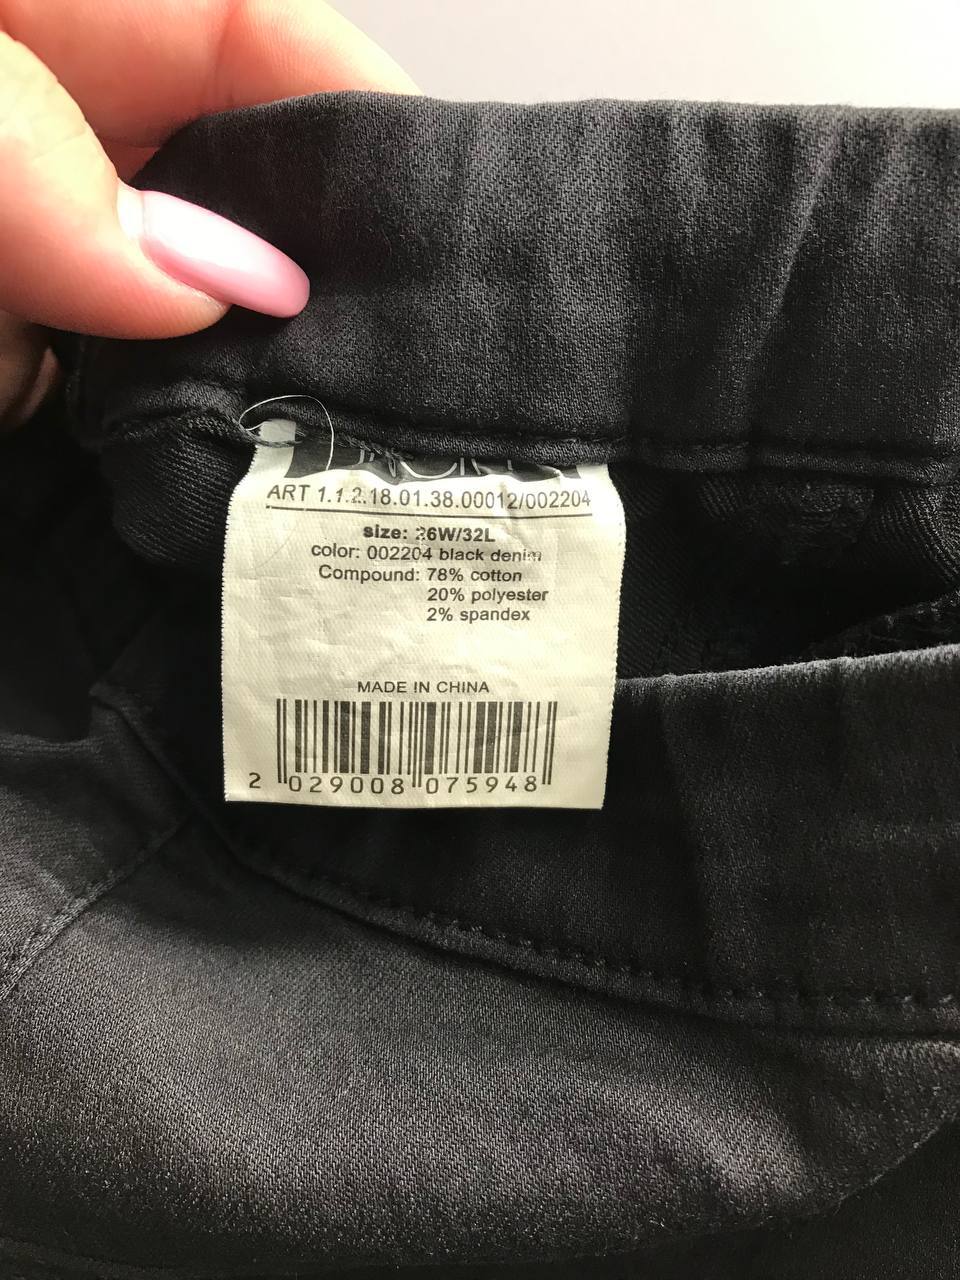 ART 1.1.2.18.01.38.00012/002204
size: 26W/32L
color: 002204 black denim
Compound: 78% cotton
20% polyester
2% spandex
MADE IN CHINA
2 029008 075948